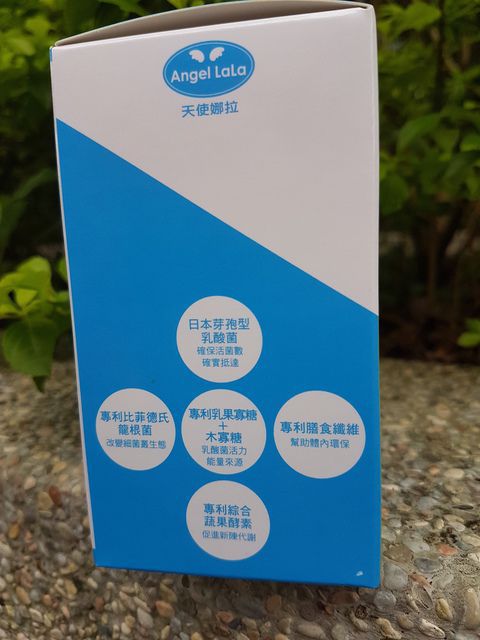 Angel LaLa
天使娜拉
日本芽孢型
乳酸菌
確保活菌數
確實抵達
專利比菲德氏
龍根菌
改變細菌叢生態
專利乳果寡糖
+
木寡糖
乳酸菌活力
能量來源
專利膳食纖維
幫助體內環保
專利綜合
蔬果酵素
促進新陳代謝